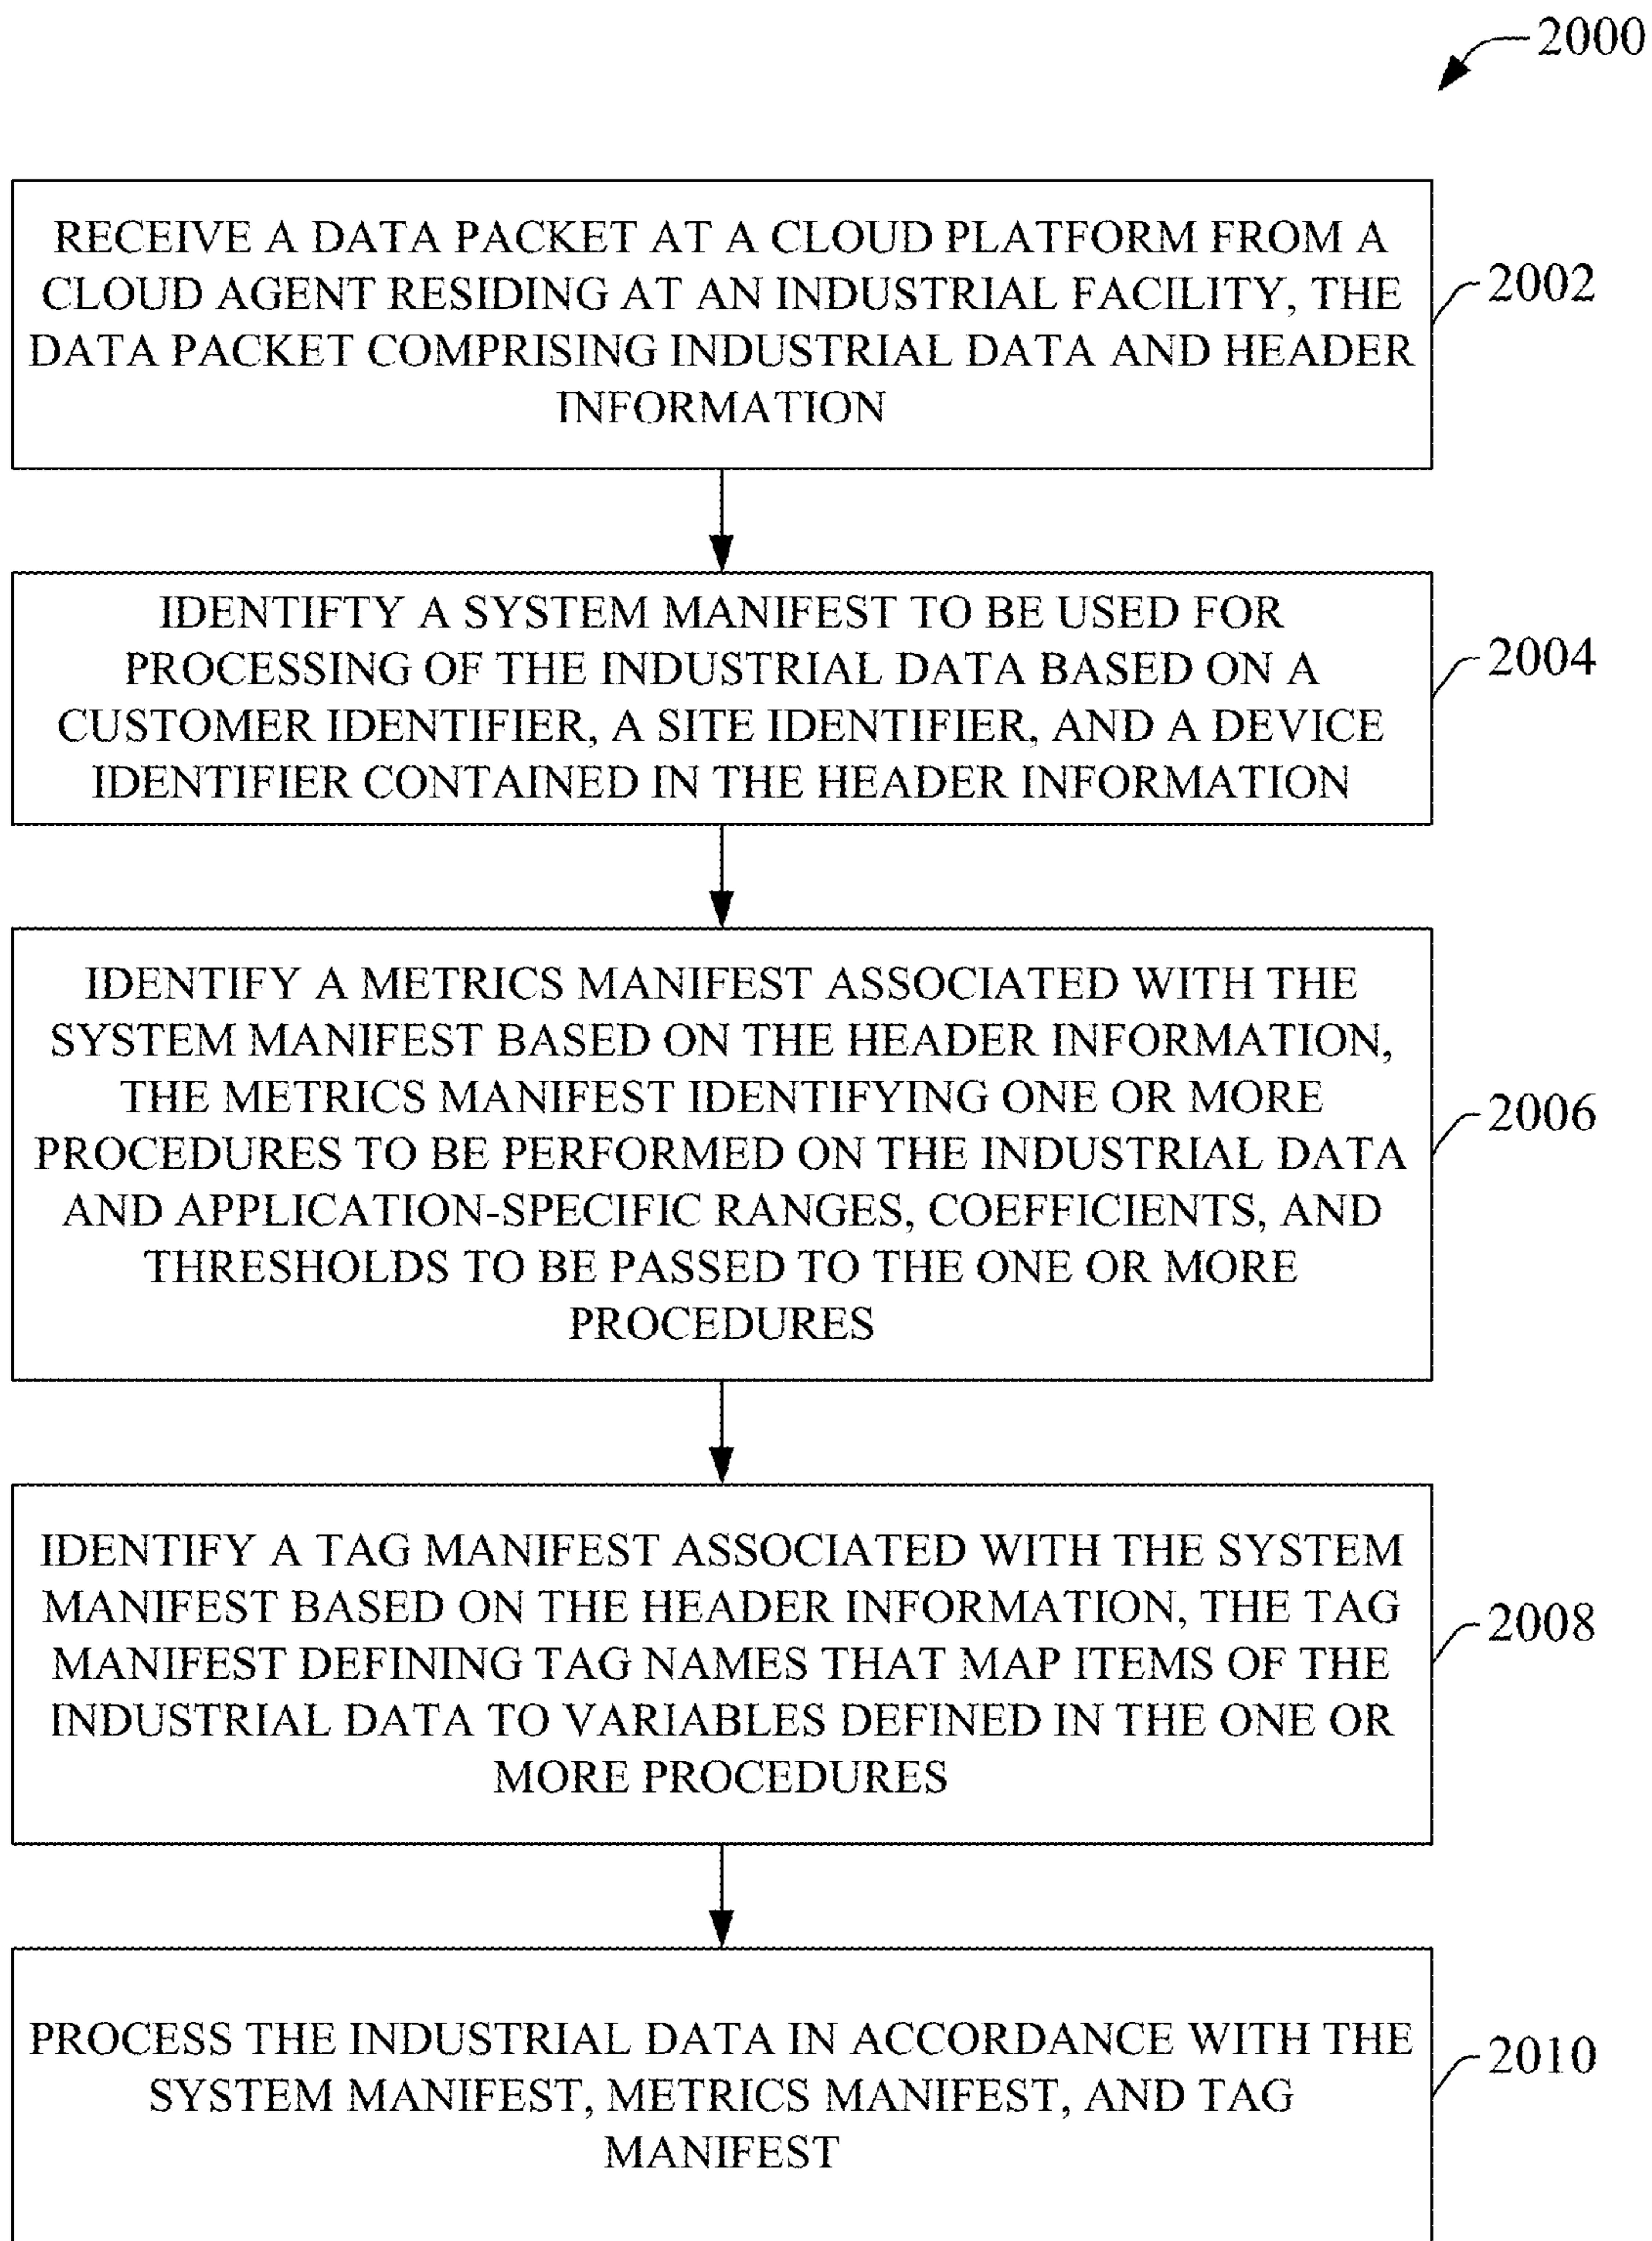 2000
RECEIVE A DATA PACKET AT A CLOUD PLATFORM FROM A
CLOUD AGENT RESIDING AT AN INDUSTRIAL FACILITY, THE
DATA PACKET COMPRISING INDUSTRIAL DATA AND HEADER
INFORMATION
2002
IDENTIFTY A SYSTEM MANIFEST TO BE USED FOR
PROCESSING OF THE INDUSTRIAL DATA BASED ON A
CUSTOMER IDENTIFIER, A SITE IDENTIFIER, AND A DEVICE
IDENTIFIER CONTAINED IN THE HEADER INFORMATION
2004
IDENTIFY A METRICS MANIFEST ASSOCIATED WITH THE
SYSTEM MANIFEST BASED ON THE HEADER INFORMATION,
THE METRICS MANIFEST IDENTIFYING ONE OR MORE
PROCEDURES TO BE PERFORMED ON THE INDUSTRIAL DATA
AND APPLICATION-SPECIFIC RANGES, COEFFICIENTS, AND
THRESHOLDS TO BE PASSED TO THE ONE OR MORE
PROCEDURES
2006
IDENTIFY A TAG MANIFEST ASSOCIATED WITH THE SYSTEM
MANIFEST BASED ON THE HEADER INFORMATION, THE TAG
MANIFEST DEFINING TAG NAMES THAT MAP ITEMS OF THE
INDUSTRIAL DATA TO VARIABLES DEFINED IN THE ONE OR
MORE PROCEDURES
2008
PROCESS THE INDUSTRIAL DATA IN ACCORDANCE WITH THE
SYSTEM MANIFEST, METRICS MANIFEST, AND TAG
MANIFEST
2010